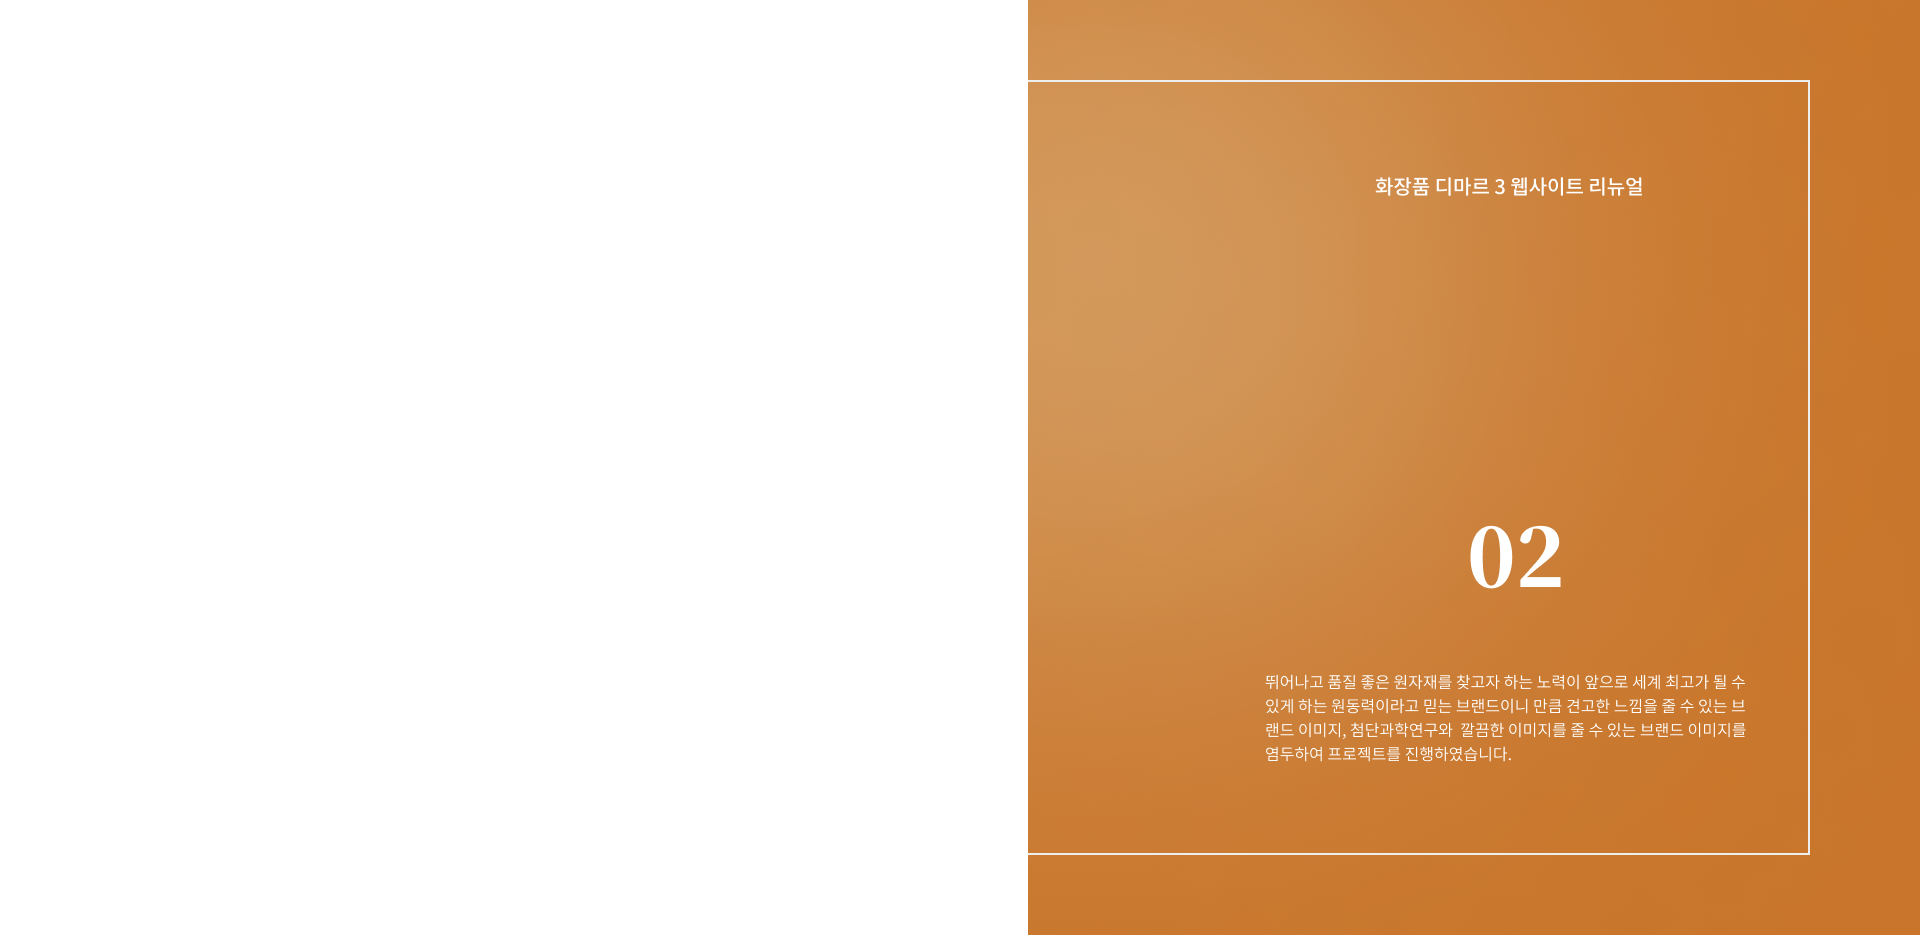 화장품 디마르 3 웹사이트 리뉴얼
02
뛰어나고 품질 좋은 원자재를 찾고자 하는 노력이 앞으로 세계 최고가 될 수
있게 하는 원동력이라고 믿는 브랜드이니 만큼 견고한 느낌을 줄 수 있는 브
랜드 이미지, 첨단과학연구와  깔끔한 이미지를 줄 수 있는 브랜드 이미지를
염두하여 프로젝트를 진행하였습니다.